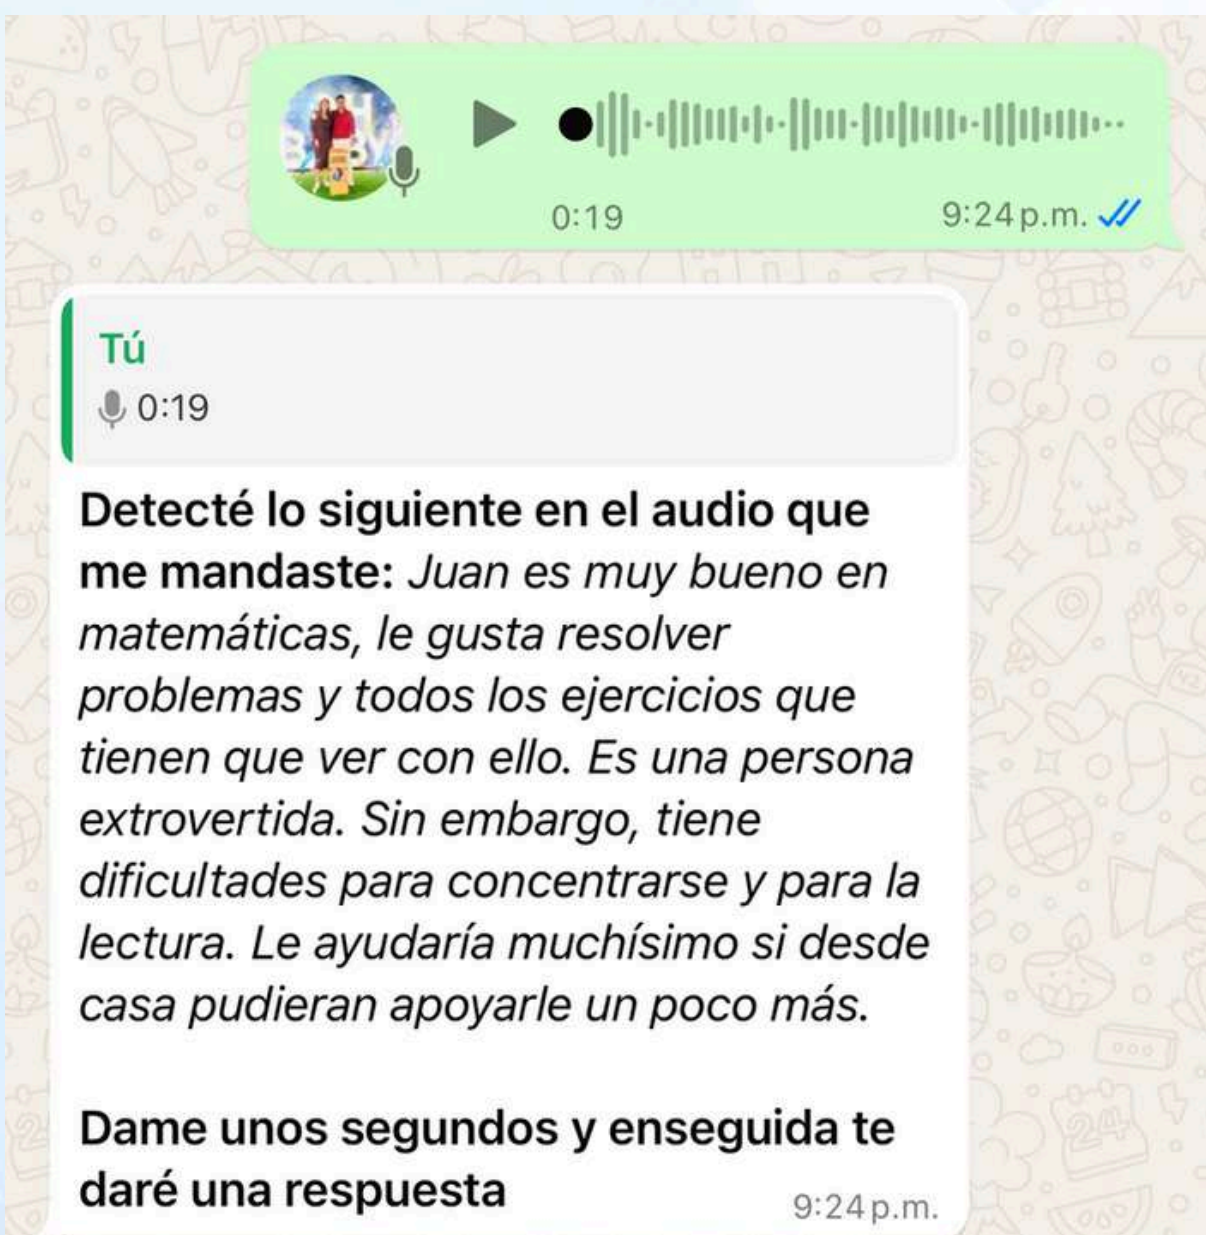 0:19
9:24 p.m.
Tú
0:19
Detecté lo siguiente en el audio que
me mandaste: Juan es muy bueno en
matemáticas, le gusta resolver
problemas y todos los ejercicios que
tienen que ver con ello. Es una persona
extrovertida. Sin embargo, tiene
dificultades para concentrarse y para la
lectura. Le ayudaría muchísimo si desde
casa pudieran apoyarle un poco más.
Dame unos segundos y enseguida te
daré una respuesta
9:24 p.m.